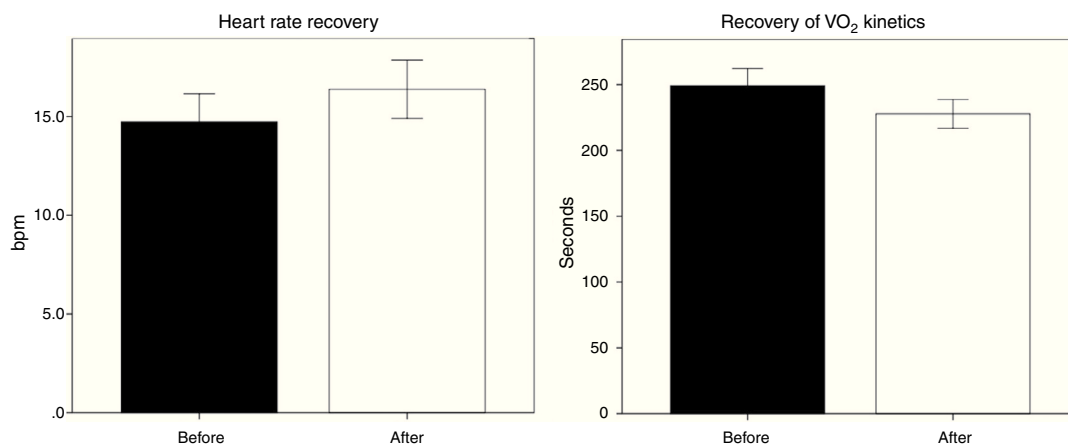 Heart rate recovery
bpm
15.0
10.0
5.0
.0
Before After
Recovery of VO₂ kinetics
Seconds
250
200
150
100
50
0
Before After